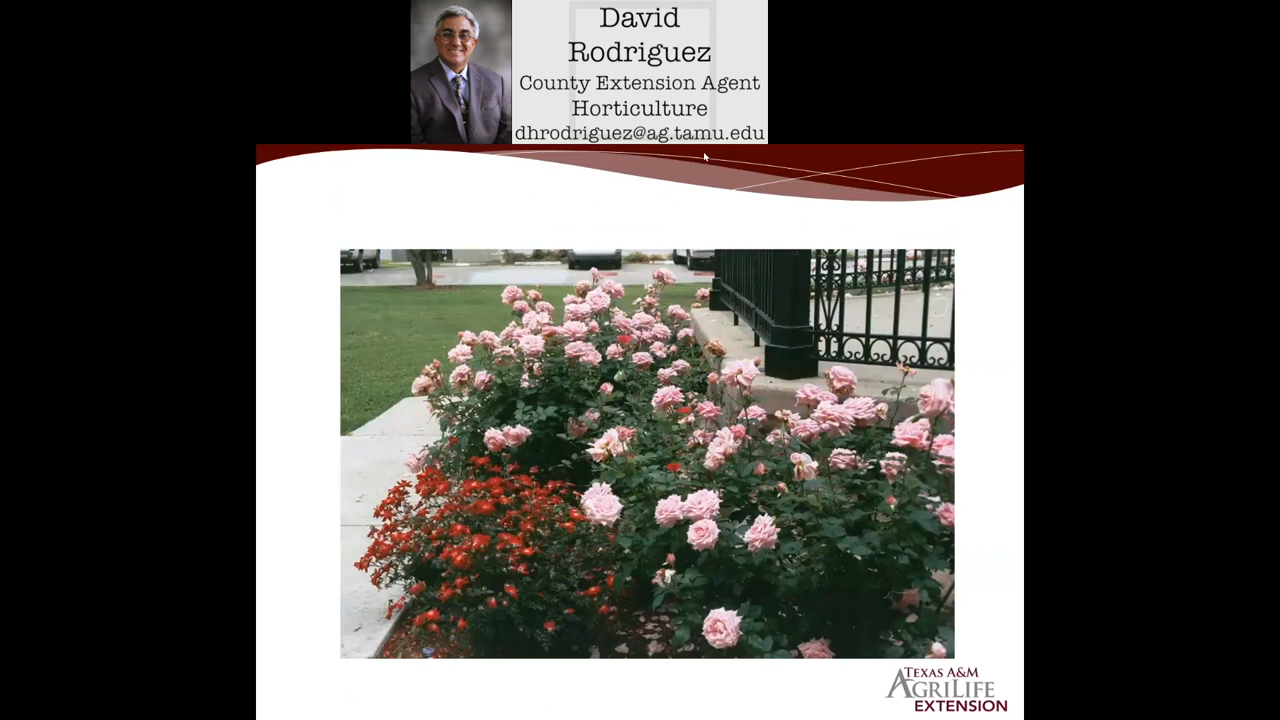 David
Rodriguez
County Extension Agent
Horticulture
dhrodriguez@ag.tamu.edu
TEXAS A&M
AGRILIFE
EXTENSION